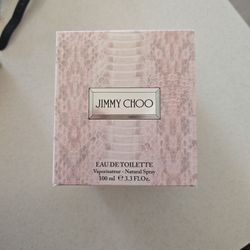 JIMMY CHOO
EAU DE TOILETTE
Vaporisateur - Natural Spray
100 ml ℮ 3.3 Fl.Oz.